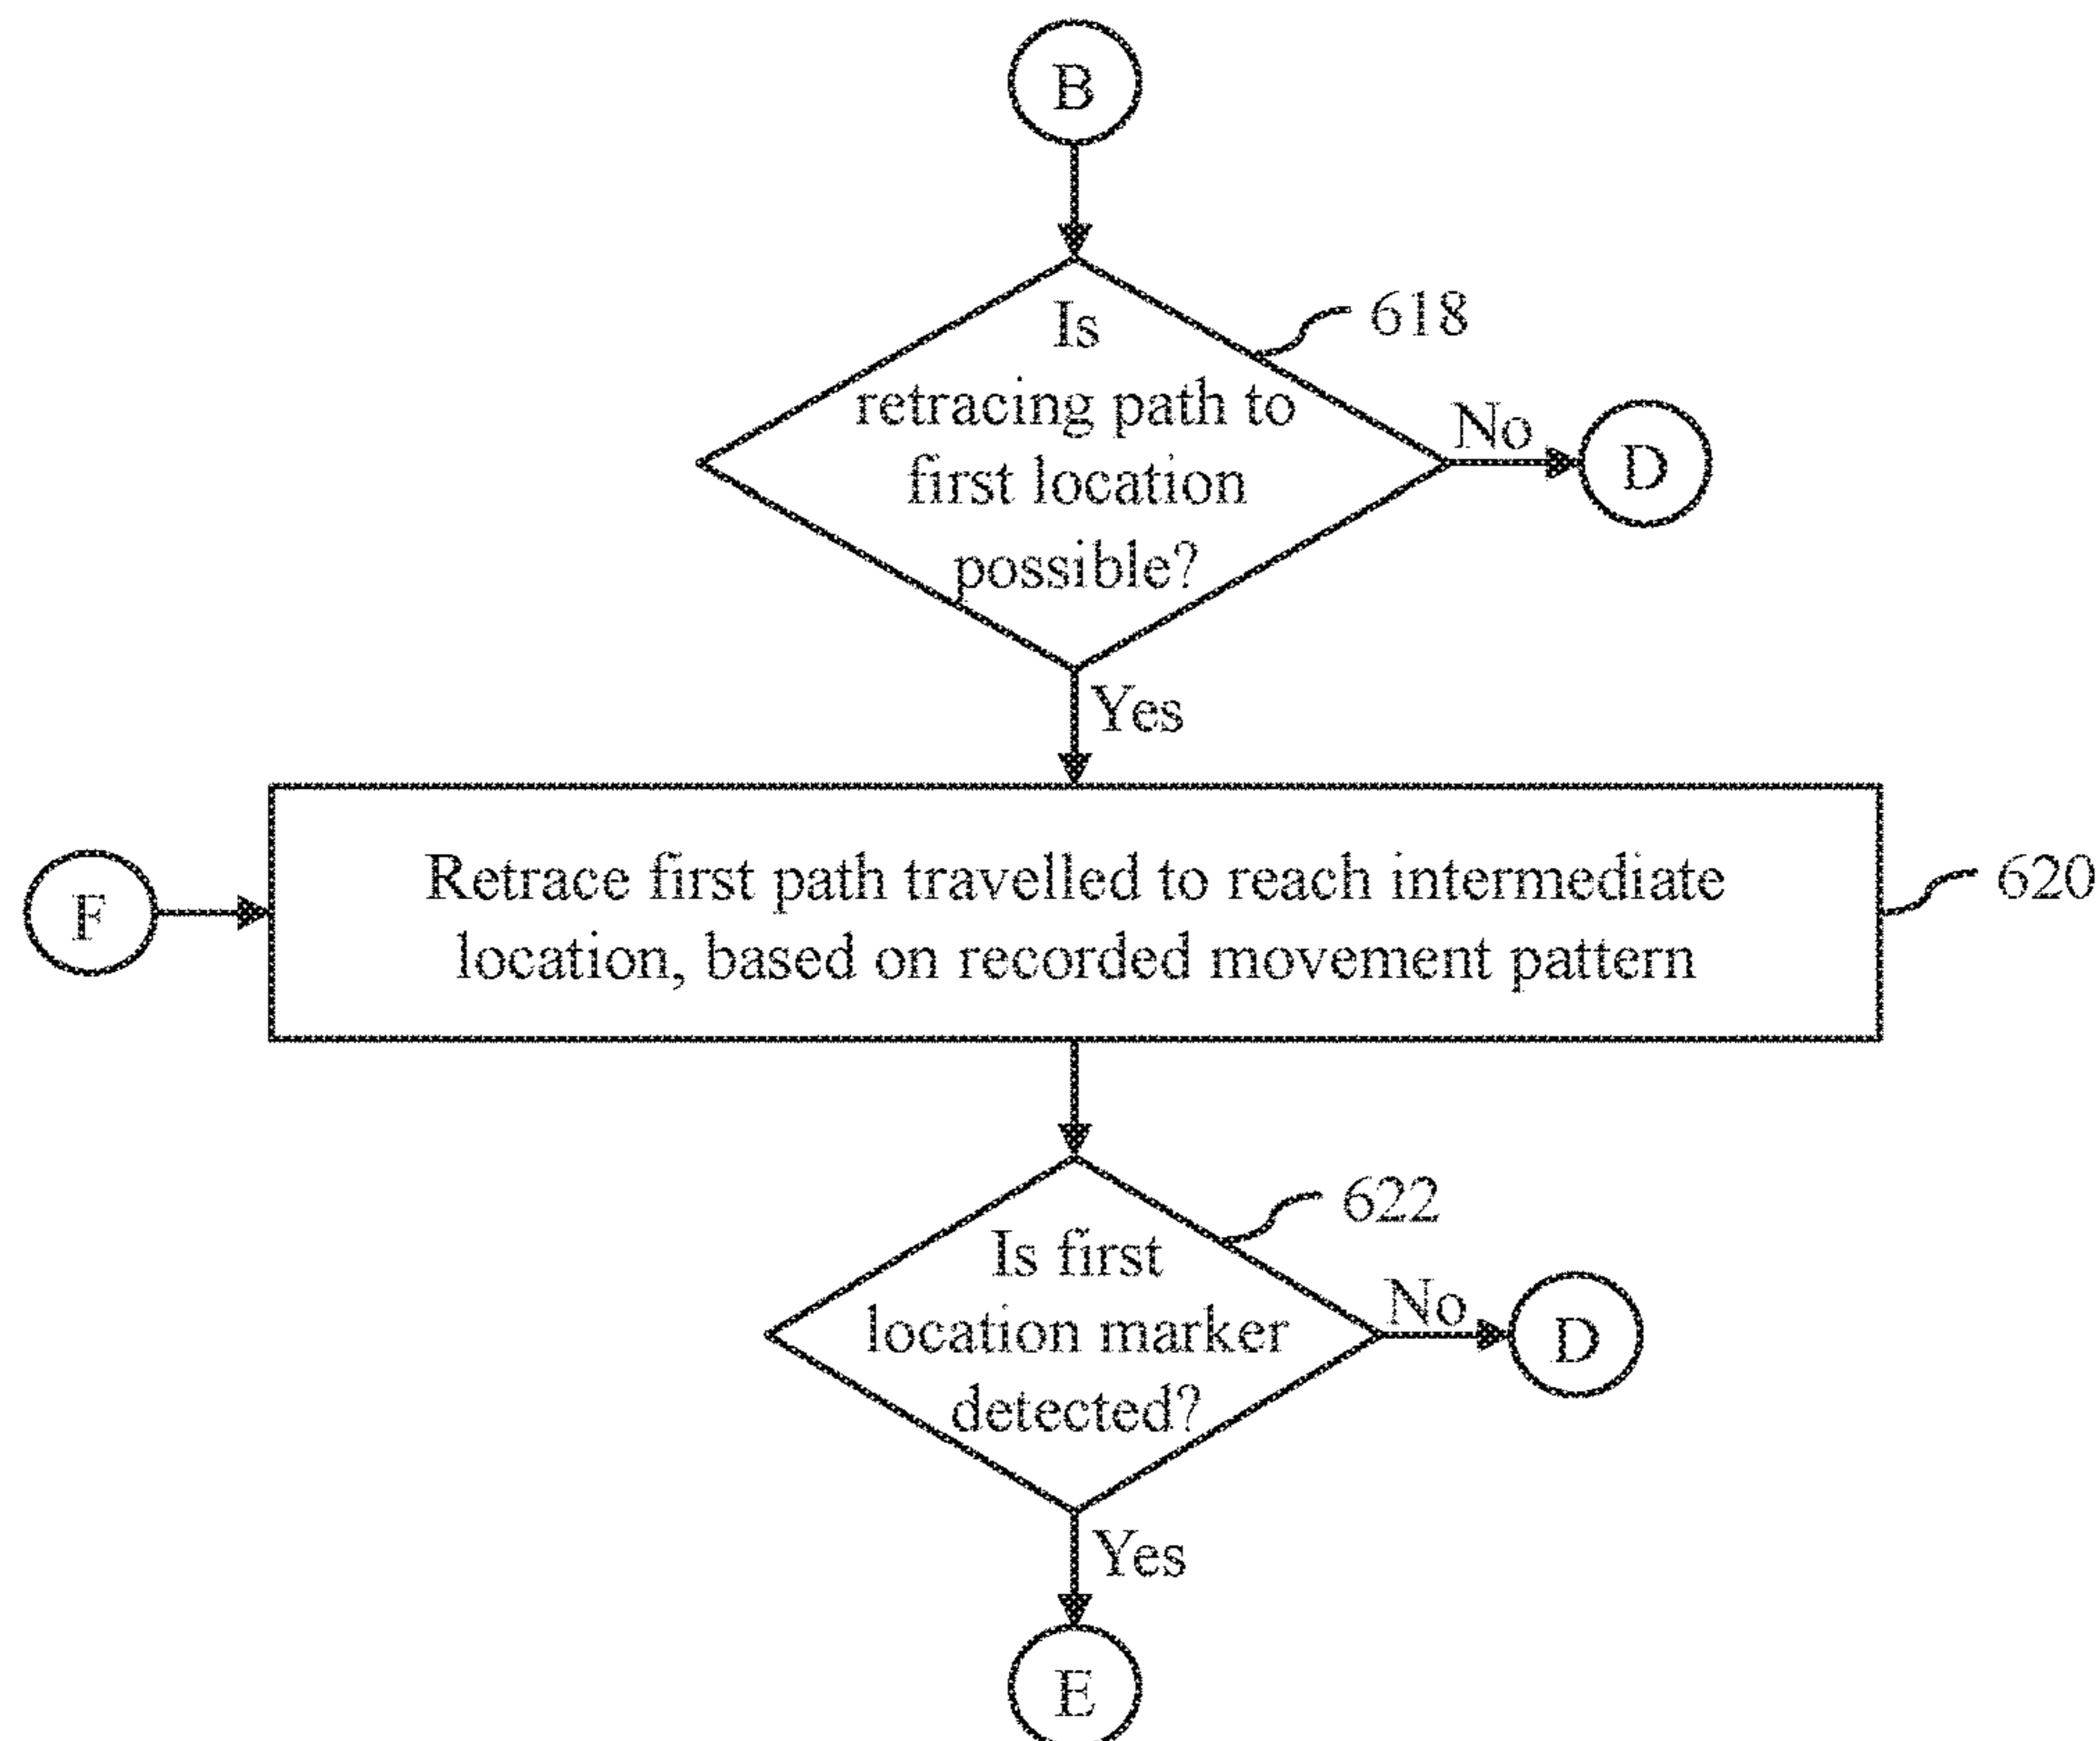 B
Is
retracing path to
first location
possible?
618
No
D
Yes
F
Retrace first path travelled to reach intermediate
location, based on recorded movement pattern
620
Is first
location marker
detected?
622
No
D
Yes
E